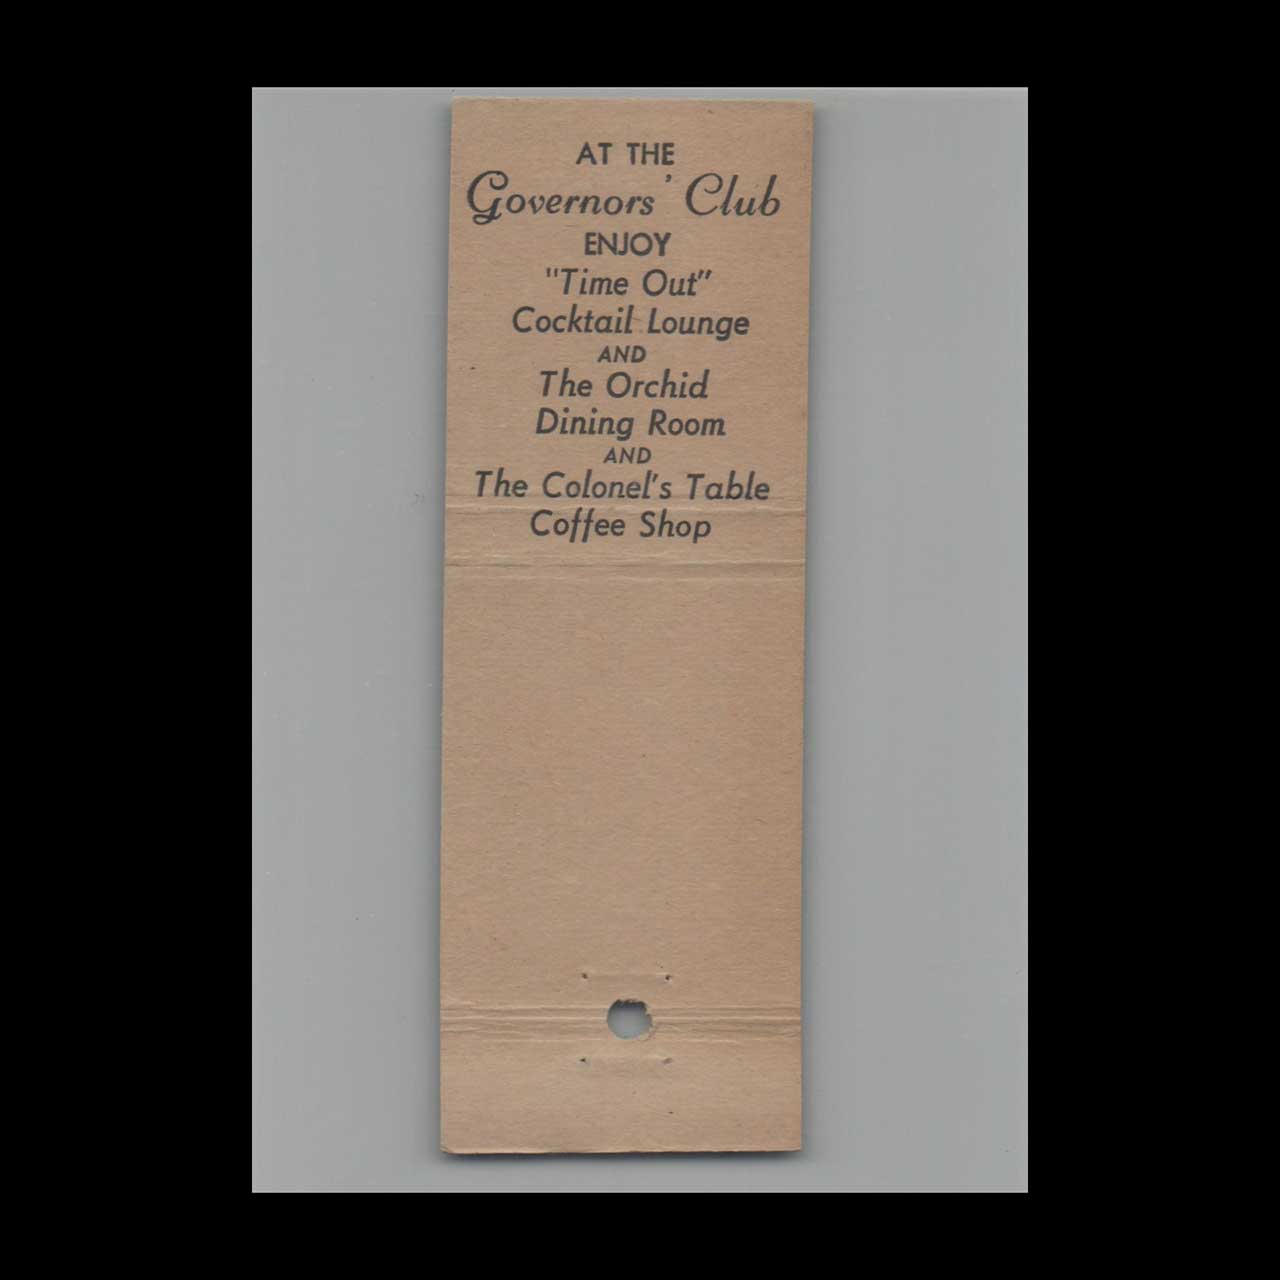 AT THE
Governors' Club
ENJOY
"Time Out"
Cocktail Lounge
AND
The Orchid
Dining Room
AND
The Colonel's Table
Coffee Shop